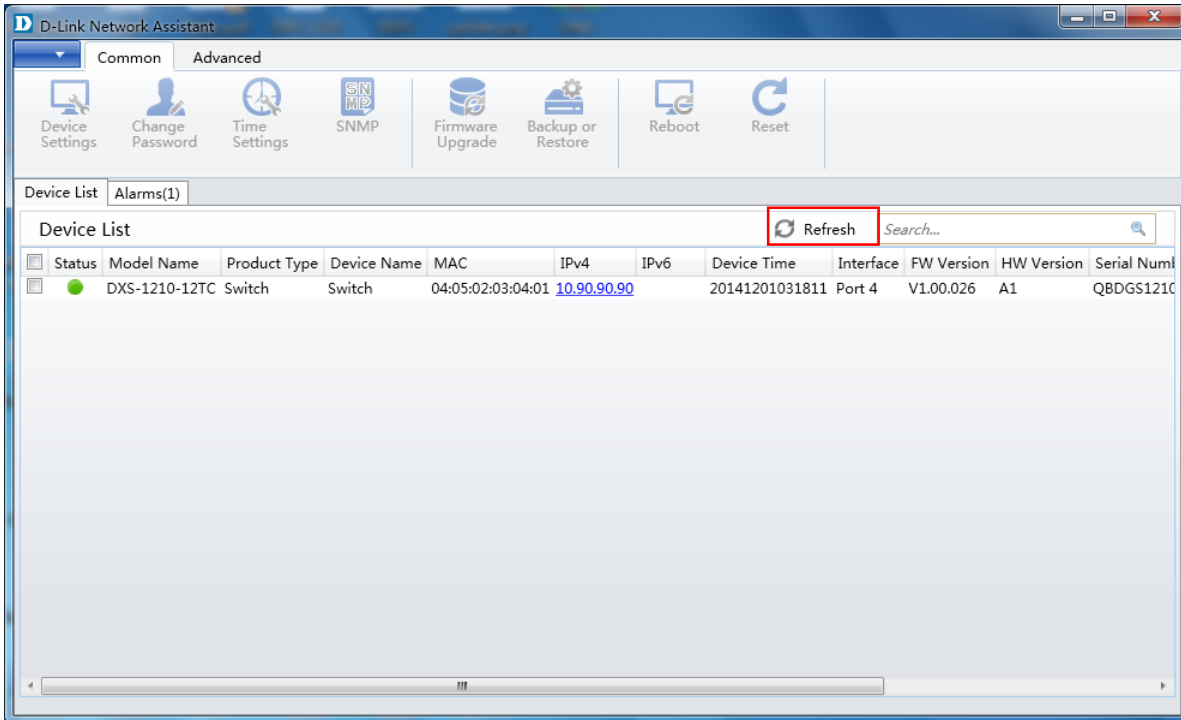 D D-Link Network Assistant
Common Advanced
Device Settings Change Password Time Settings SNMP Firmware Upgrade Backup or Restore Reboot Reset
Device List Alarms(1)
Device List Refresh Search...
Status Model Name Product Type Device Name MAC IPv4 IPv6 Device Time Interface FW Version HW Version Serial Numb
DXS-1210-12TC Switch Switch 04:05:02:03:04:01 10.90.90.90 20141201031811 Port 4 V1.00.026 A1 QBDGS1210